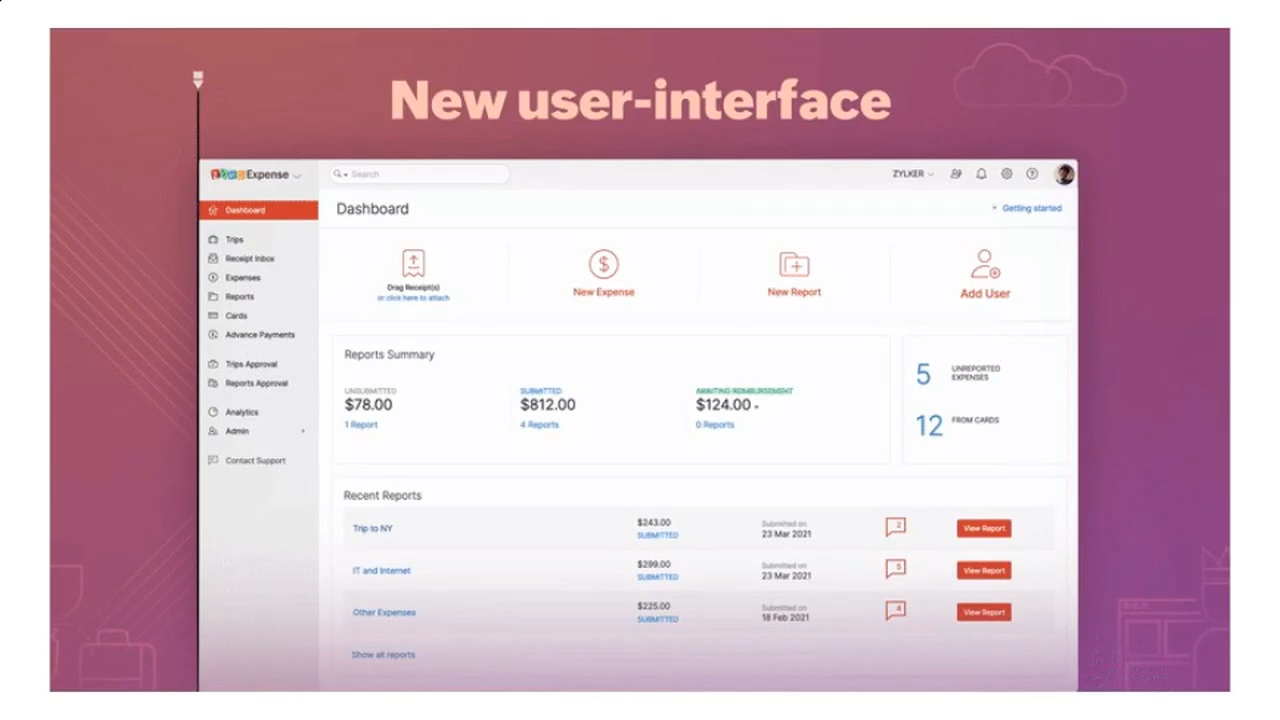 New user-interface
Expense
Search
ZYLKER
Dashboard
Dashboard
Getting started
Trips
Receipt Inbox
Expenses
Reports
Cards
Advance Payments
Trips Approval
Reports Approval
Analytics
Admin
Contact Support
Drag Receipt(s)
or click here to attach
New Expense
New Report
Add User
Reports Summary
UNSUBMITTED
$78.00
1 Report
SUBMITTED
$812.00
4 Reports
AWAITING REIMBURSEMENT
$124.00
0 Reports
5 UNREPORTED
EXPENSES
12 FROM CARDS
Recent Reports
Trip to NY
$243.00
SUBMITTED
Submitted on
23 Mar 2021
2
View Report
IT and Internet
$299.00
SUBMITTED
Submitted on
23 Mar 2021
5
View Report
Other Expenses
$225.00
SUBMITTED
Submitted on
18 Feb 2021
4
View Report
Show all reports